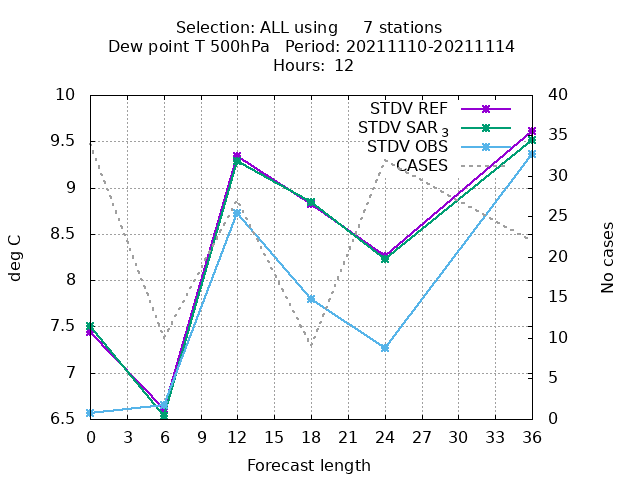 Selection: ALL using     7 stations
Dew point T 500hPa   Period: 20211110-20211114
Hours: 12
STDV REF
STDV SAR 3
STDV OBS
CASES
deg C
10
9.5
9
8.5
8
7.5
7
6.5
40
35
30
25
20
15
10
5
0
No cases
0 3 6 9 12 15 18 21 24 27 30 33 36
Forecast length